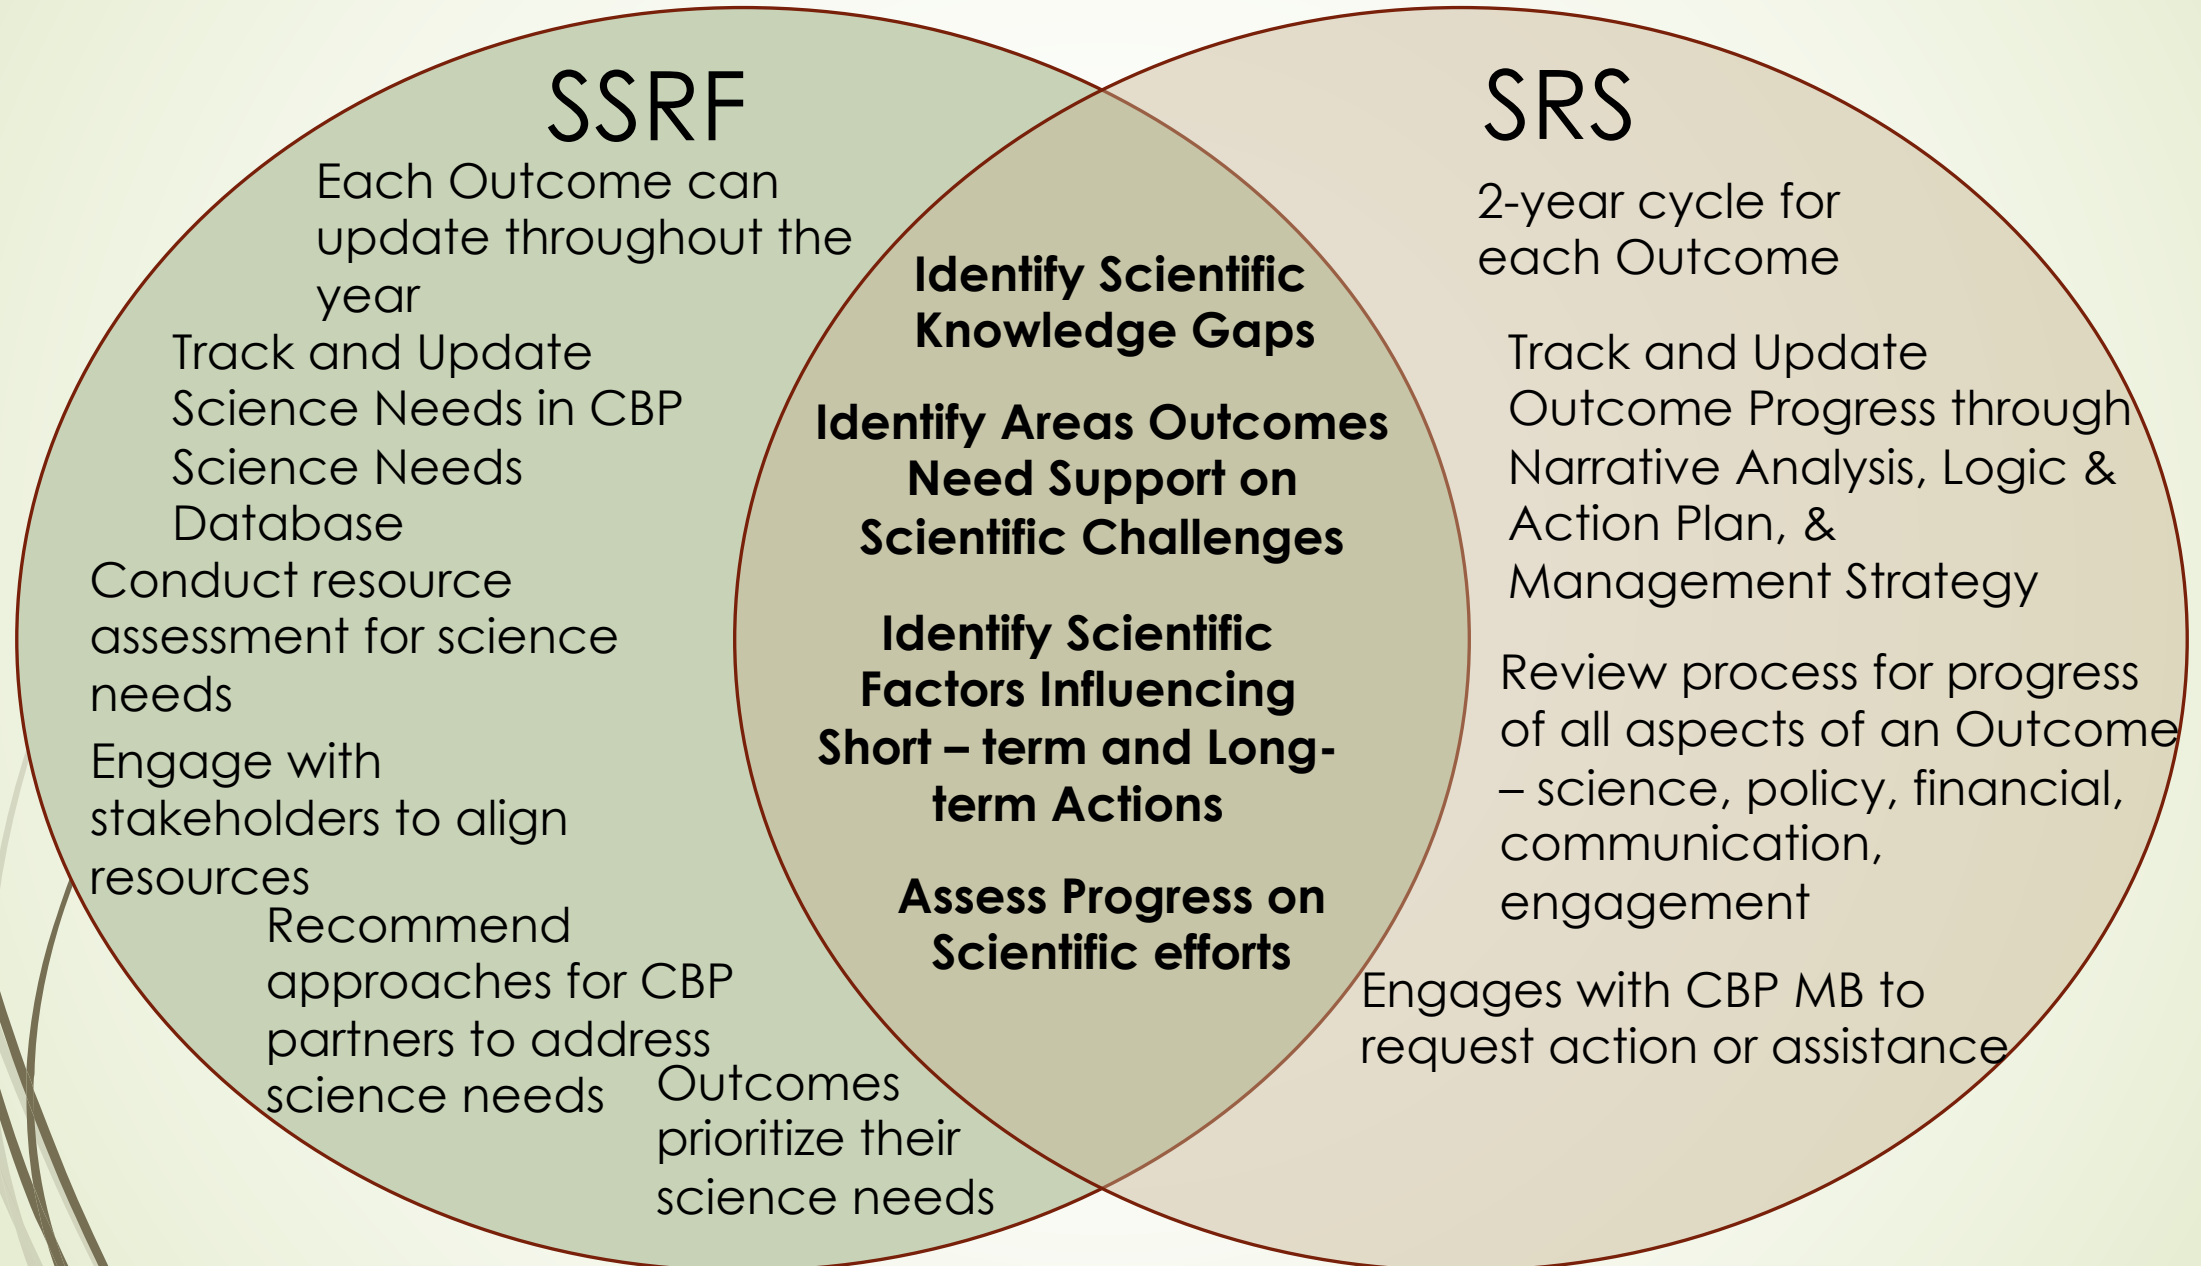 SSRF
Each Outcome can
update throughout the
year
Track and Update
Science Needs in CBP
Science Needs
Database
Conduct resource
assessment for science
needs
Engage with
stakeholders to align
resources
Recommend
approaches for CBP
partners to address
science needs
Outcomes
prioritize their
science needs
Identify Scientific
Knowledge Gaps
Identify Areas Outcomes
Need Support on
Scientific Challenges
Identify Scientific
Factors Influencing
Short – term and Long-
term Actions
Assess Progress on
Scientific efforts
SRS
2-year cycle for
each Outcome
Track and Update
Outcome Progress through
Narrative Analysis, Logic &
Action Plan, &
Management Strategy
Review process for progress
of all aspects of an Outcome
– science, policy, financial,
communication,
engagement
Engages with CBP MB to
request action or assistance